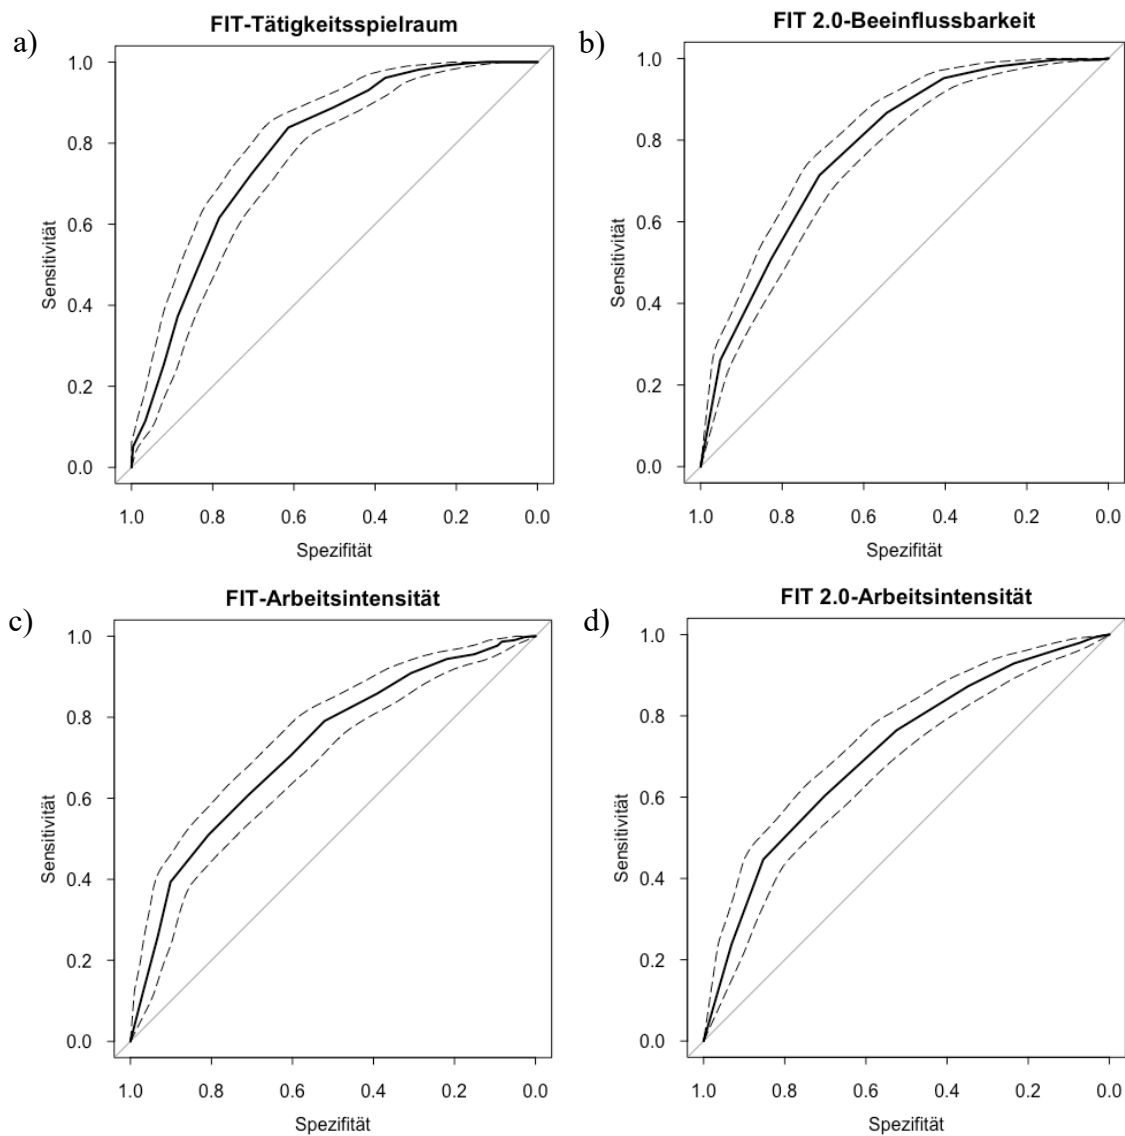 a)
FIT-Tätigkeitsspielraum
Sensitivität
1.0
0.8
0.6
0.4
0.2
0.0
1.0 0.8 0.6 0.4 0.2 0.0
Spezifität
b)
FIT 2.0-Beeinflussbarkeit
Sensitivität
1.0
0.8
0.6
0.4
0.2
0.0
1.0 0.8 0.6 0.4 0.2 0.0
Spezifität
c)
FIT-Arbeitsintensität
Sensitivität
1.0
0.8
0.6
0.4
0.2
0.0
1.0 0.8 0.6 0.4 0.2 0.0
Spezifität
d)
FIT 2.0-Arbeitsintensität
Sensitivität
1.0
0.8
0.6
0.4
0.2
0.0
1.0 0.8 0.6 0.4 0.2 0.0
Spezifität